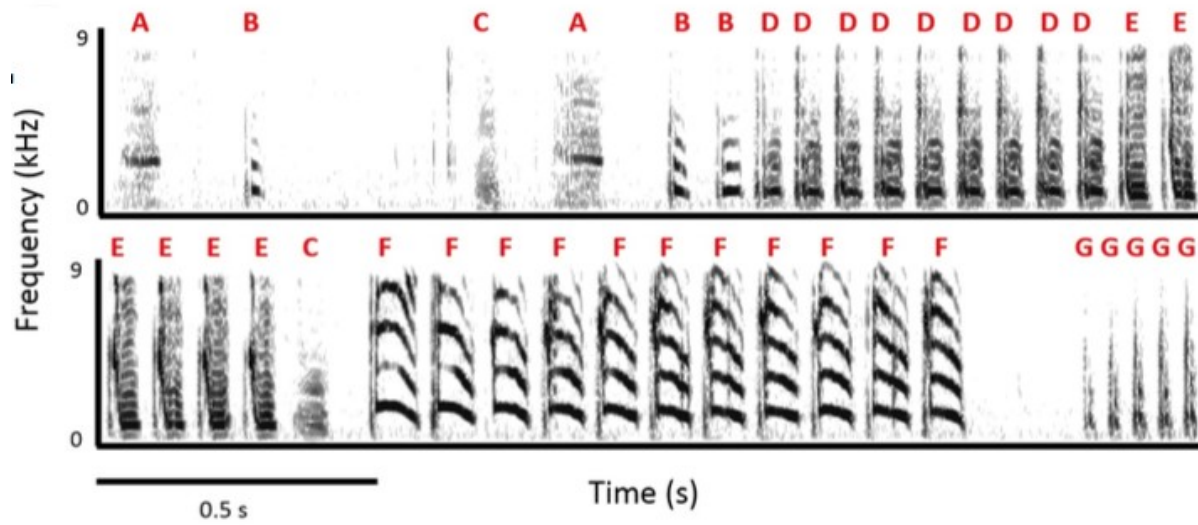 A B C A B B D D D D D D D D D E E
9
0
E E E E C F F F F F F F F F F F G G G G G
9
0
Frequency (kHz)
0.5 s
Time (s)